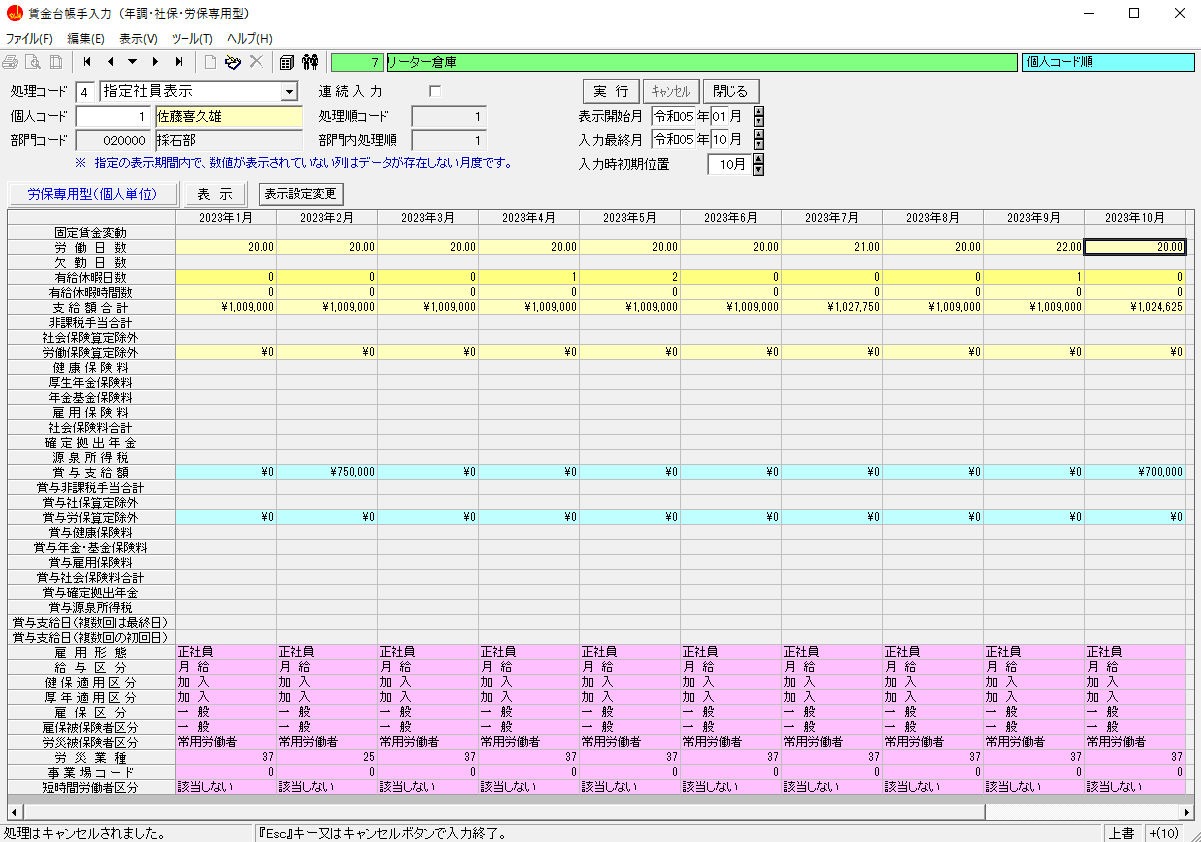 賃金台帳手入力（年調･社保･労保専用型）
ファイル(F) 編集(E) 表示(V) ツール(T) ヘルプ(H)
7 リーター倉庫 個人コード順
処理コード 4 指定社員表示 連 続 入 力 実 行 ｷｬﾝｾﾙ 閉じる
個人コード 1 佐藤喜久雄 処理順コード 1 表示開始月 令和05 年 01 月
部門コード 020000 採石部 部門内処理順 1 入力最終月 令和05 年 10 月
※ 指定の表示期間内で、数値が表示されていない列はデータが存在しない月度です。 入力時初期位置 10月
労保専用型(個人単位) 表 示 表示設定変更
2023年1月 2023年2月 2023年3月 2023年4月 2023年5月 2023年6月 2023年7月 2023年8月 2023年9月 2023年10月
固定賃金変動
労 働 日 数 20.00 20.00 20.00 20.00 20.00 20.00 21.00 20.00 22.00 20.00
欠 勤 日 数
有給休暇日数 0 0 0 1 2 0 0 0 1 0
有給休暇時間数 0 0 0 0 0 0 0 0 0 0
支 給 額 合 計 ¥1,009,000 ¥1,009,000 ¥1,009,000 ¥1,009,000 ¥1,009,000 ¥1,009,000 ¥1,027,750 ¥1,009,000 ¥1,009,000 ¥1,024,625
非課税手当合計
社会保険算定除外
労働保険算定除外 ¥0 ¥0 ¥0 ¥0 ¥0 ¥0 ¥0 ¥0 ¥0 ¥0
健 康 保 険 料
厚生年金保険料
年金基金保険料
雇 用 保 険 料
社会保険料合計
確 定 拠 出 年 金
源 泉 所 得 税
賞 与 支 給 額 ¥0 ¥750,000 ¥0 ¥0 ¥0 ¥0 ¥0 ¥0 ¥0 ¥700,000
賞与非課税手当合計
賞与社保算定除外
賞与労保算定除外 ¥0 ¥0 ¥0 ¥0 ¥0 ¥0 ¥0 ¥0 ¥0 ¥0
賞与健康保険料
賞与年金･基金保険料
賞与雇用保険料
賞与社会保険料合計
賞与確定拠出年金
賞与源泉所得税
賞与支給日(複数回は最終日)
賞与支給日(複数回の初回日)
雇 用 形 態 正社員 正社員 正社員 正社員 正社員 正社員 正社員 正社員 正社員 正社員
給 与 区 分 月 給 月 給 月 給 月 給 月 給 月 給 月 給 月 給 月 給 月 給
健保適用区分 加 入 加 入 加 入 加 入 加 入 加 入 加 入 加 入 加 入 加 入
厚年適用区分 加 入 加 入 加 入 加 入 加 入 加 入 加 入 加 入 加 入 加 入
雇 保 区 分 一 般 一 般 一 般 一 般 一 般 一 般 一 般 一 般 一 般 一 般
雇保被保険者区分 一 般 一 般 一 般 一 般 一 般 一 般 一 般 一 般 一 般 一 般
労災被保険者区分 常用労働者 常用労働者 常用労働者 常用労働者 常用労働者 常用労働者 常用労働者 常用労働者 常用労働者 常用労働者
労 災 業 種 37 25 37 37 37 37 37 37 37 37
事業場コード 0 0 0 0 0 0 0 0 0 0
短時間労働者区分 該当しない 該当しない 該当しない 該当しない 該当しない 該当しない 該当しない 該当しない 該当しない 該当しない
処理はキャンセルされました。 『Esc』キー又はキャンセルボタンで入力終了。 上書 +(10)